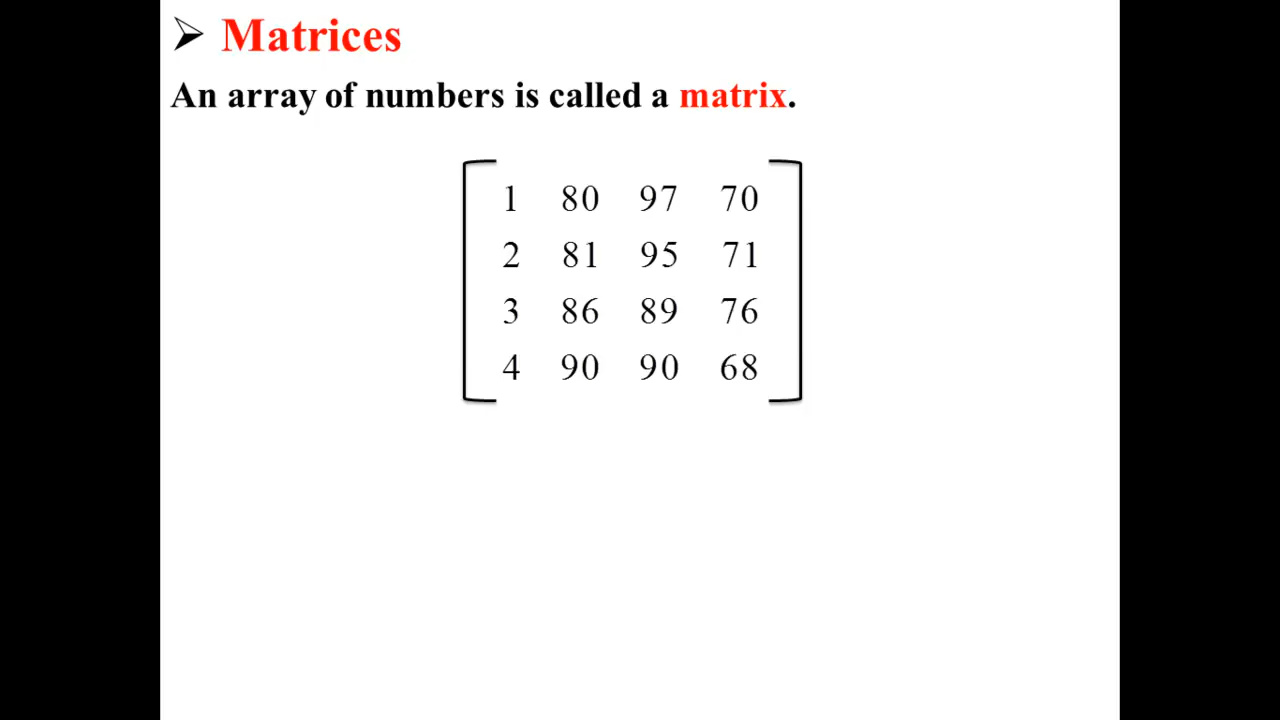 ➢ Matrices
An array of numbers is called a matrix.
1 80 97 70
2 81 95 71
3 86 89 76
4 90 90 68